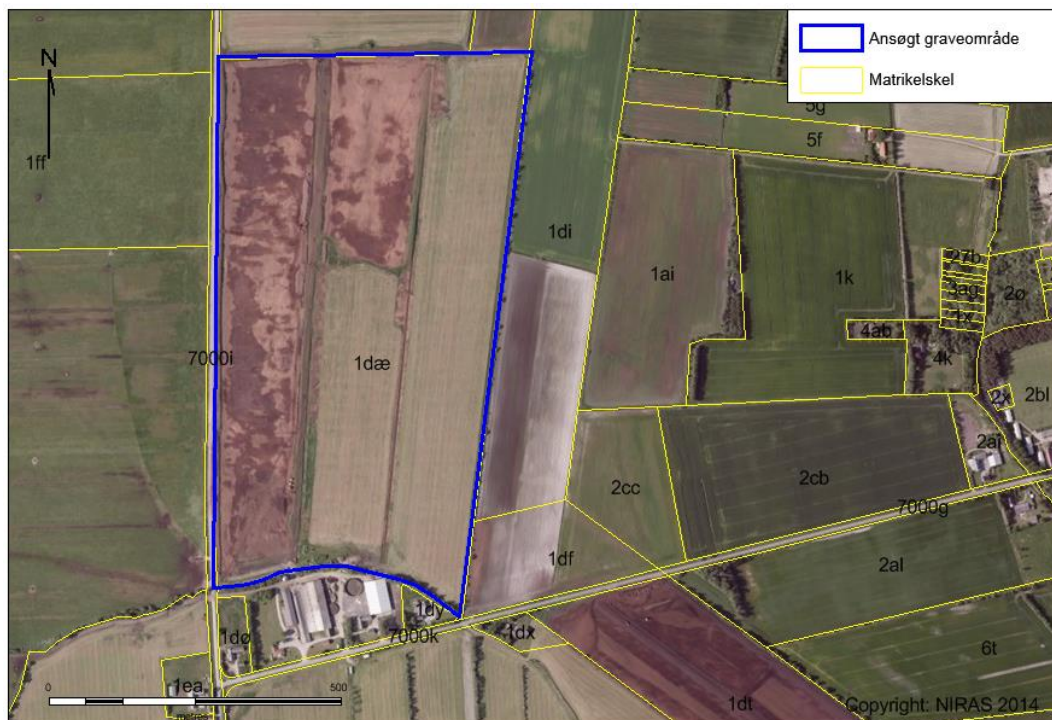 Ansøgt graveområde
Matrikelskel
N
1ff
5g
5f
1di
1ai
1k
27b
3ag
1x
2ø
4ab
4k
7000i
1dæ
2x
2bl
2ai
2cc
2cb
7000g
1df
2al
1dy
7000k
1dø
1dx
6t
1ea
0
500
metres
1dt
Copyright: NIRAS 2014